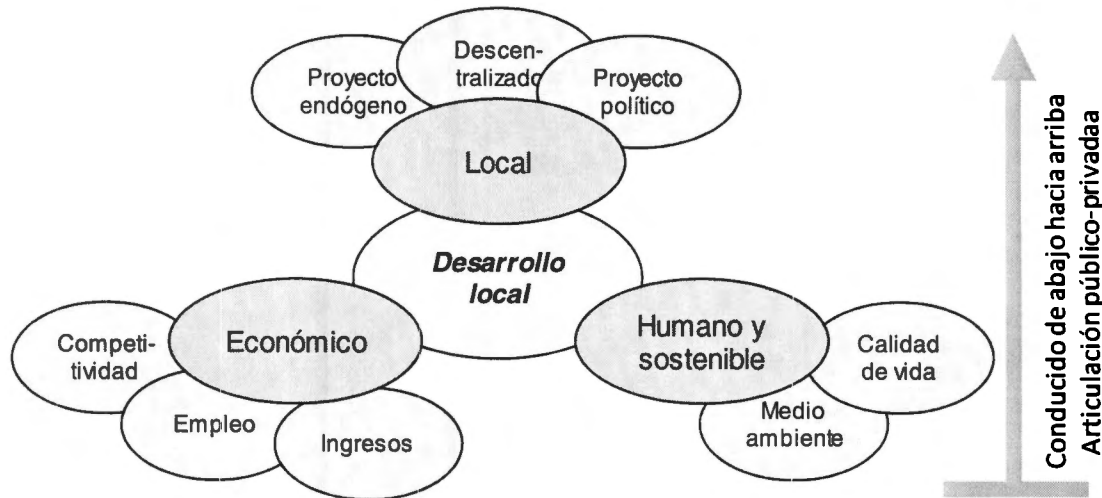 Proyecto
endógeno
Descen-
tralizado
Proyecto
político
Local
Desarrollo
local
Económico
Competi-
tividad
Empleo
Ingresos
Humano y
sostenible
Calidad
de vida
Medio
ambiente
Conducido de abajo hacia arriba
Articulación público-privadaa